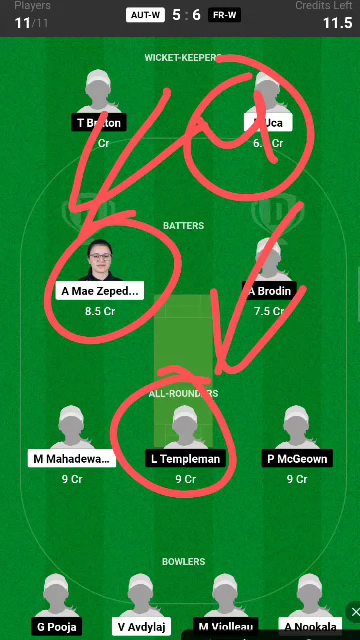 Players
Credits Left
11/11
AUT-W 5 : 6 FR-W
11.5
WICKET-KEEPERS
Uca
Cr
BATTERS
A Mae Zeped...
A Brodin
8.5 Cr
7.5 Cr
ALL-ROUNDERS
M Mahadewa...
L Templeman
P McGeown
9 Cr
9 Cr
9 Cr
BOWLERS
G Pooja
V Avdylaj
M Violleau
A Nookala